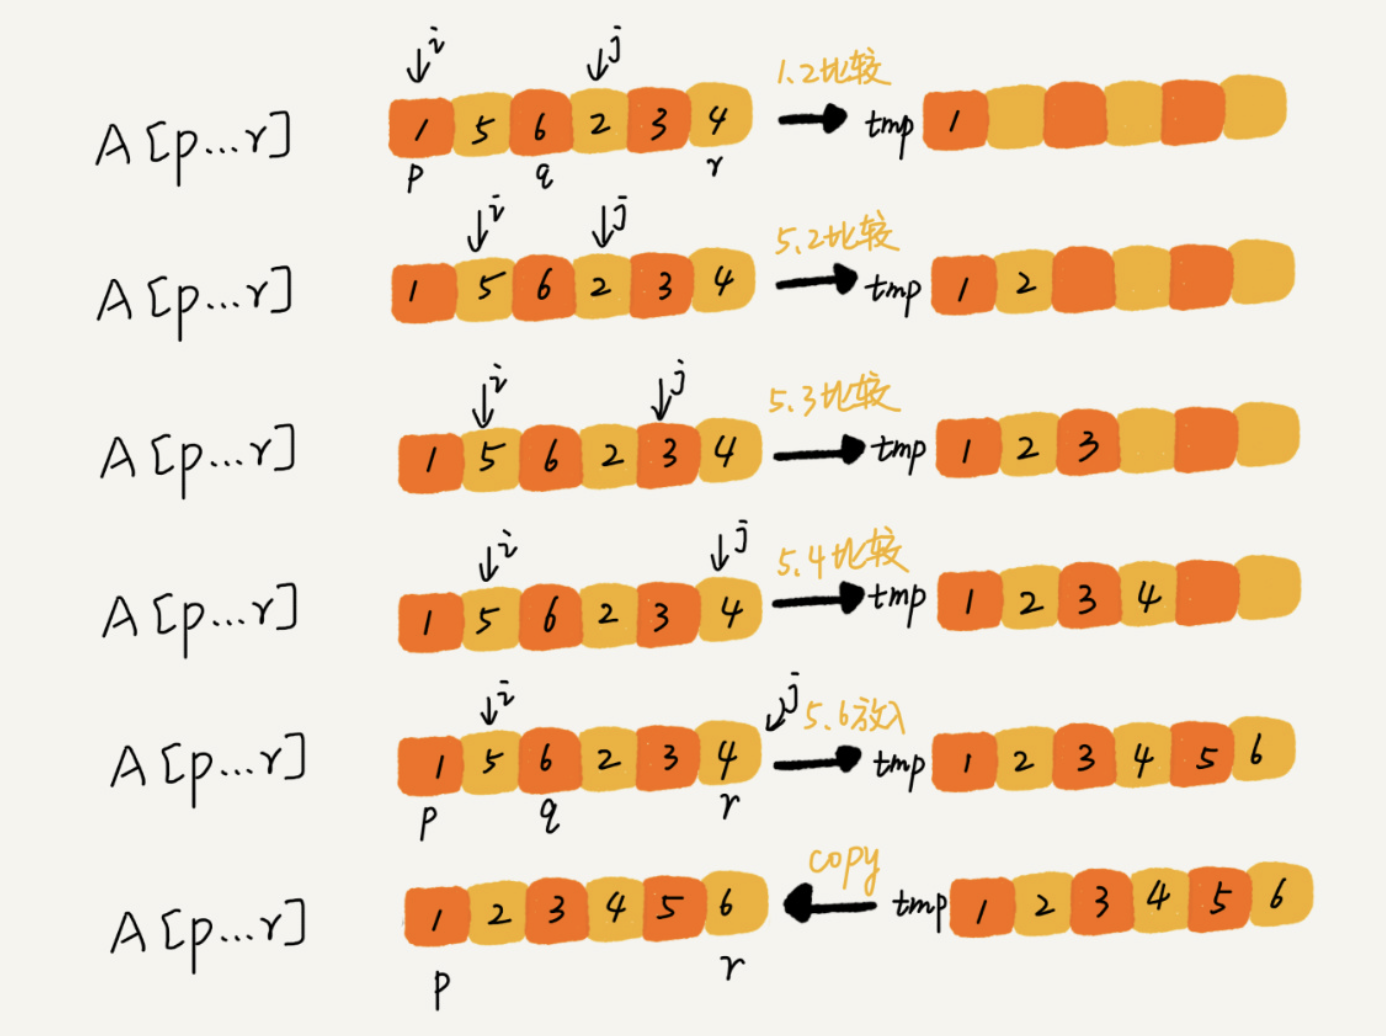 i j
A[p...r] 1 5 6 2 3 4 1.2比较 tmp 1
p q r
i j
A[p...r] 1 5 6 2 3 4 5.2比较 tmp 1 2
i j
A[p...r] 1 5 6 2 3 4 5.3比较 tmp 1 2 3
i j
A[p...r] 1 5 6 2 3 4 5.4比较 tmp 1 2 3 4
i j
A[p...r] 1 5 6 2 3 4 5.6放入 tmp 1 2 3 4 5 6
p q r
A[p...r] 1 2 3 4 5 6 copy tmp 1 2 3 4 5 6
p r